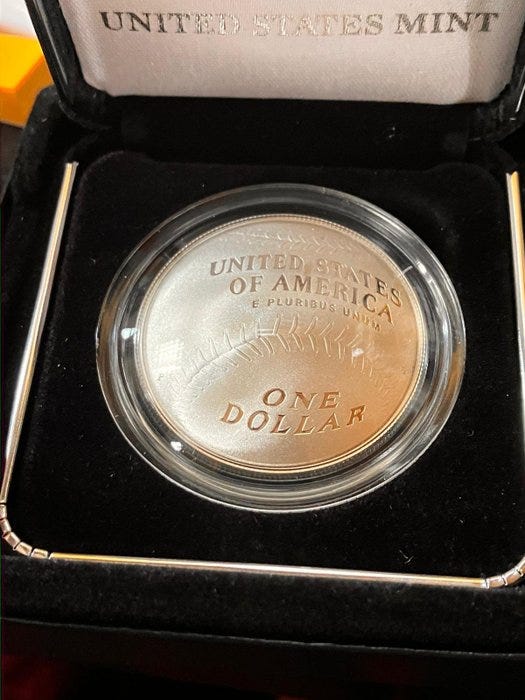 UNITED STATES MINT
UNITED STATES
OF AMERICA
E PLURIBUS UNUM
ONE
DOLLAR